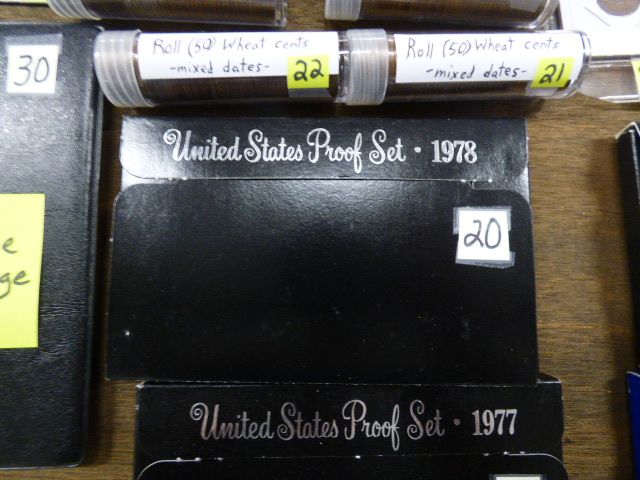 30
Roll (50) Wheat cents
-mixed dates-
22
Roll (50) Wheat cents
-mixed dates-
21
United States Proof Set · 1978
20
United States Proof Set · 1977